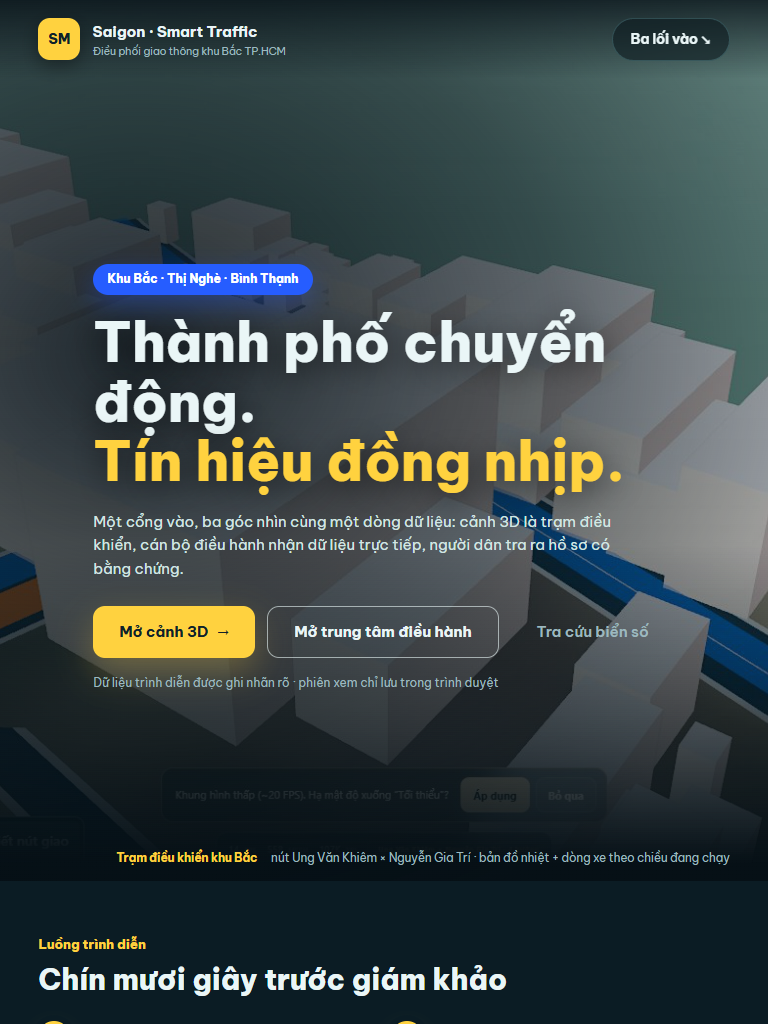 SM
Saigon · Smart Traffic
Điều phối giao thông khu Bắc TP.HCM
Ba lối vào ↘
Khu Bắc · Thị Nghè · Bình Thạnh
Thành phố chuyển
động.
Tín hiệu đồng nhịp.
Một cổng vào, ba góc nhìn cùng một dòng dữ liệu: cảnh 3D là trạm điều
khiển, cán bộ điều hành nhận dữ liệu trực tiếp, người dân tra ra hồ sơ có
bằng chứng.
Mở cảnh 3D →
Mở trung tâm điều hành
Tra cứu biển số
Dữ liệu trình diễn được ghi nhãn rõ · phiên xem chỉ lưu trong trình duyệt
Khung hình thấp (~20 FPS). Hạ mật độ xuống "Tối thiểu"?
Áp dụng
Bỏ qua
nút giao
Trạm điều khiển khu Bắc
nút Ung Văn Khiêm × Nguyễn Gia Trí · bản đồ nhiệt + dòng xe theo chiều đang chạy
Luồng trình diễn
Chín mươi giây trước giám khảo